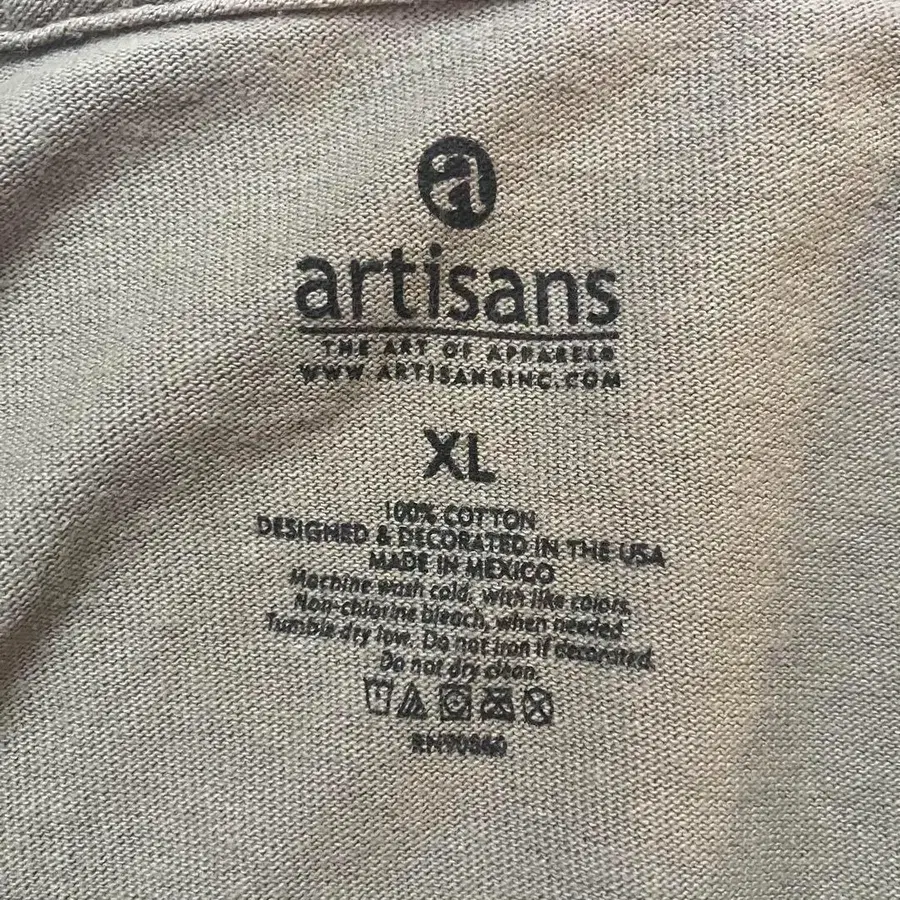 a
artisans
THE ART OF APPARELS
WWW.ARTISANSINC.COM
XL
100% COTTON
DESIGNED & DECORATED IN THE USA
MADE IN MEXICO
Machine wash cold, with like colors.
Non-chlorine bleach, when needed
Tumble dry low. Do not iron if decorated.
Do not dry clean.